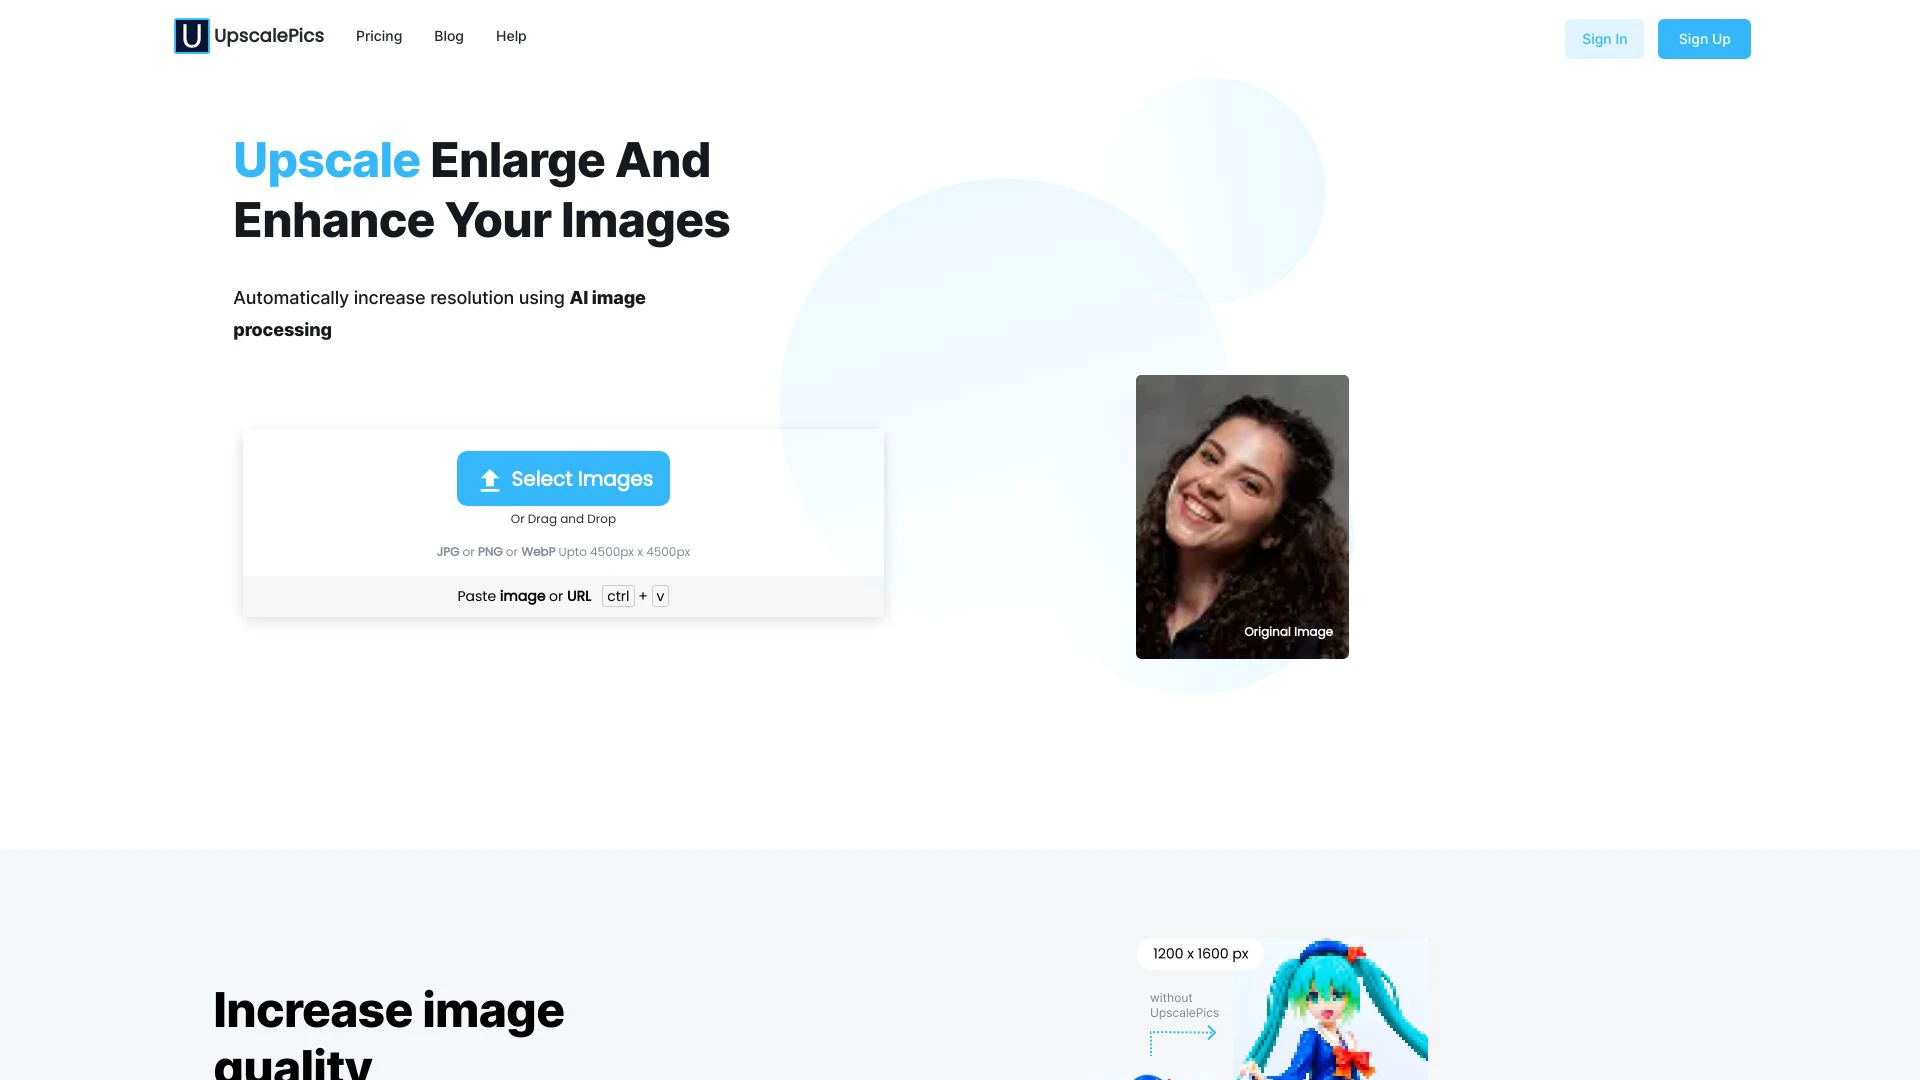 U UpscalePics
Pricing
Blog
Help
Sign In
Sign Up
Upscale Enlarge And
Enhance Your Images
Automatically increase resolution using AI image
processing
Select Images
Or Drag and Drop
JPG or PNG or WebP Upto 4500px x 4500px
Paste image or URL ctrl + v
Original Image
1200 x 1600 px
without
UpscalePics
Increase image
quality